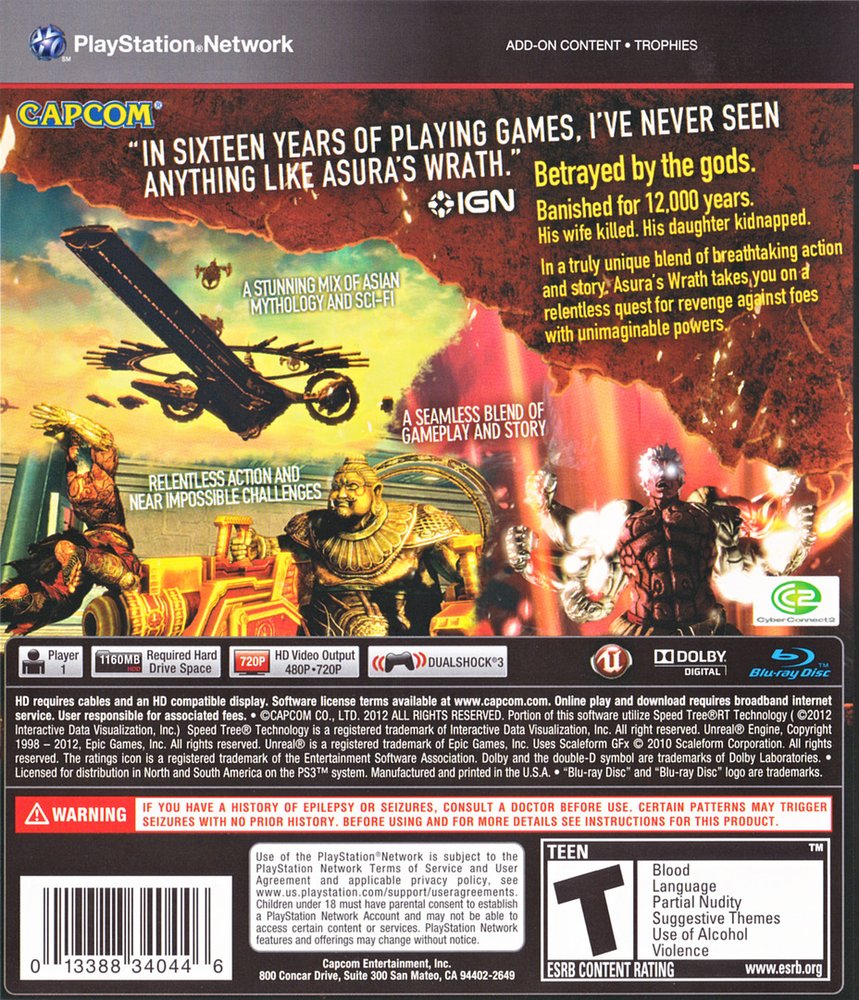 PlayStation®Network
SM
ADD-ON CONTENT • TROPHIES
CAPCOM®
"IN SIXTEEN YEARS OF PLAYING GAMES, I'VE NEVER SEEN
ANYTHING LIKE ASURA'S WRATH."
IGN
Betrayed by the gods.
Banished for 12,000 years.
His wife killed. His daughter kidnapped.
In a truly unique blend of breathtaking action
and story, Asura's Wrath takes you on a
relentless quest for revenge against foes
with unimaginable powers.
A STUNNING MIX OF ASIAN
MYTHOLOGY AND SCI-FI
A SEAMLESS BLEND OF
GAMEPLAY AND STORY
RELENTLESS ACTION AND
NEAR IMPOSSIBLE CHALLENGES
C2
CyberConnect2
Player
1
1160MB
HDD
Required Hard
Drive Space
720P
HD Video Output
480P•720P
DUALSHOCK®3
U
DOLBY
DIGITAL
Blu-ray Disc™
HD requires cables and an HD compatible display. Software license terms available at www.capcom.com. Online play and download requires broadband internet
service. User responsible for associated fees. • ©CAPCOM CO., LTD. 2012 ALL RIGHTS RESERVED. Portion of this software utilize Speed Tree®RT Technology ( ©2012
Interactive Data Visualization, Inc.) Speed Tree® Technology is a registered trademark of Interactive Data Visualization, Inc. All right reserved. Unreal® Engine, Copyright
1998 – 2012, Epic Games, Inc. All rights reserved. Unreal® is a registered trademark of Epic Games, Inc. Uses Scaleform GFx © 2010 Scaleform Corporation. All rights
reserved. The ratings icon is a registered trademark of the Entertainment Software Association. Dolby and the double-D symbol are trademarks of Dolby Laboratories. •
Licensed for distribution in North and South America on the PS3™ system. Manufactured and printed in the U.S.A. • "Blu-ray Disc" and "Blu-ray Disc" logo are trademarks.
WARNING
IF YOU HAVE A HISTORY OF EPILEPSY OR SEIZURES, CONSULT A DOCTOR BEFORE USE. CERTAIN PATTERNS MAY TRIGGER
SEIZURES WITH NO PRIOR HISTORY. BEFORE USING AND FOR MORE DETAILS SEE INSTRUCTIONS FOR THIS PRODUCT.
Use of the PlayStation®Network is subject to the
PlayStation Network Terms of Service and User
Agreement and applicable privacy policy, see
www.us.playstation.com/support/useragreements.
Children under 18 must have parental consent to establish
a PlayStation Network Account and may not be able to
access certain content or services. PlayStation Network
features and offerings may change without notice.
Capcom Entertainment, Inc.
800 Concar Drive, Suite 300 San Mateo, CA 94402-2649
0 13388 34044 6
TEEN
TM
T
Blood
Language
Partial Nudity
Suggestive Themes
Use of Alcohol
Violence
ESRB CONTENT RATING
www.esrb.org